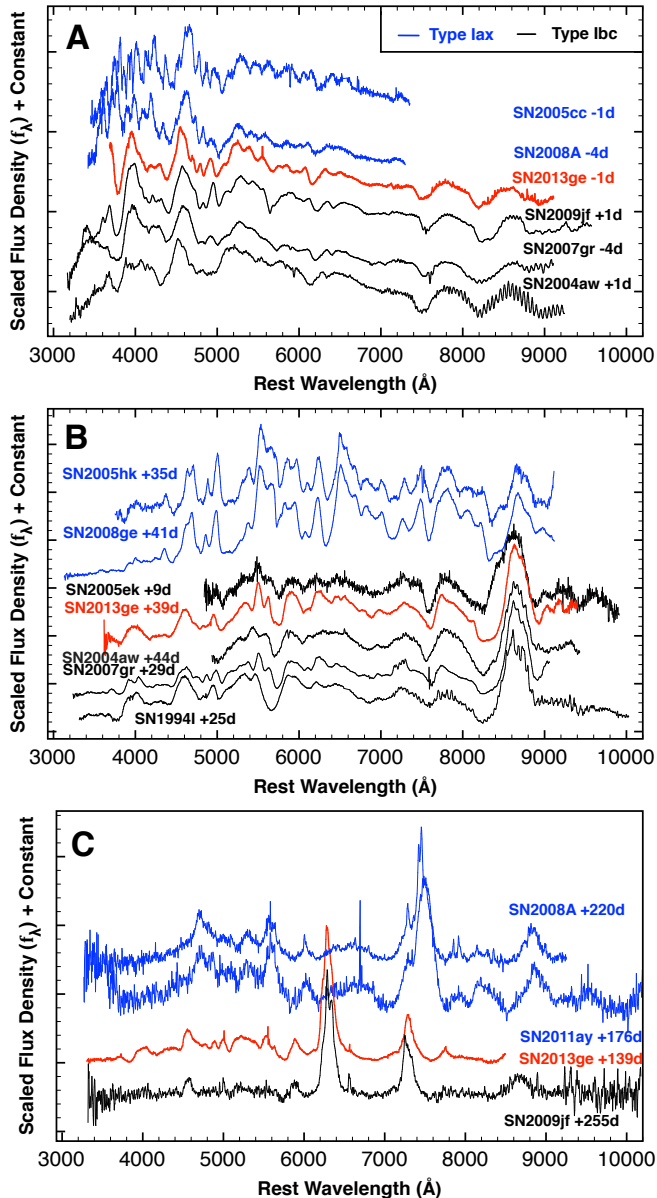 A
Type Iax
Type Ibc
SN2005cc -1d
SN2008A -4d
SN2013ge -1d
SN2009jf +1d
SN2007gr -4d
SN2004aw +1d
Scaled Flux Density (fλ) + Constant
3000 4000 5000 6000 7000 8000 9000 10000
Rest Wavelength (Å)
B
SN2005hk +35d
SN2008ge +41d
SN2005ek +9d
SN2013ge +39d
SN2004aw +44d
SN2007gr +29d
SN1994I +25d
Scaled Flux Density (fλ) + Constant
3000 4000 5000 6000 7000 8000 9000 10000
Rest Wavelength (Å)
C
SN2008A +220d
SN2011ay +176d
SN2013ge +139d
SN2009jf +255d
Scaled Flux Density (fλ) + Constant
3000 4000 5000 6000 7000 8000 9000 10000
Rest Wavelength (Å)